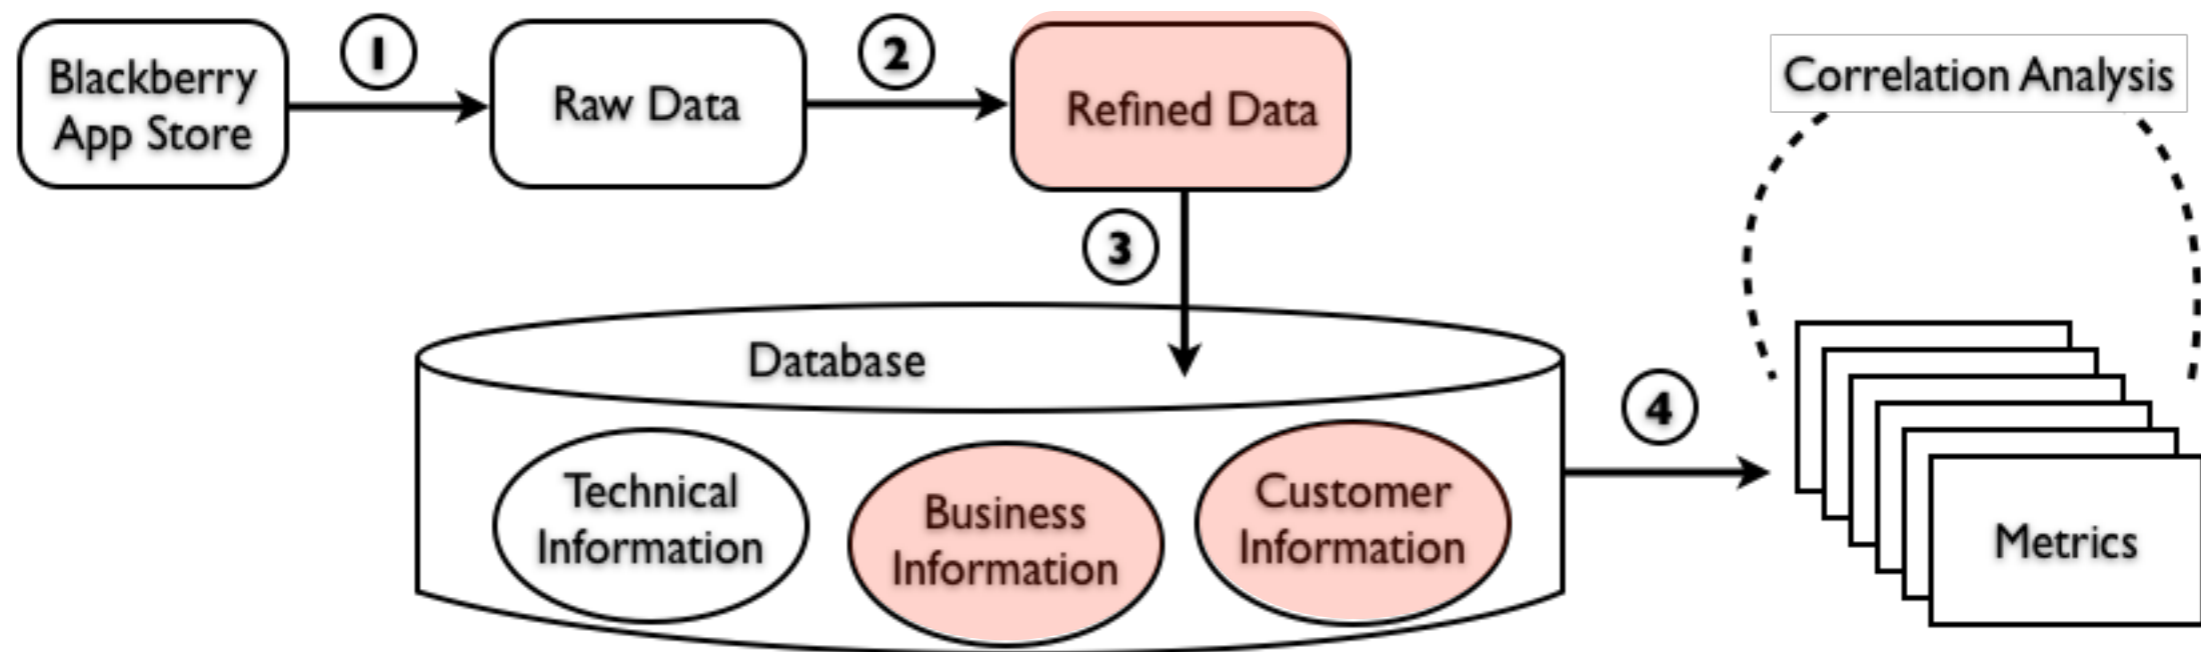 Blackberry
App Store
1
Raw Data
2
Refined Data
Correlation Analysis
3
Database
Technical
Information
Business
Information
Customer
Information
4
Metrics